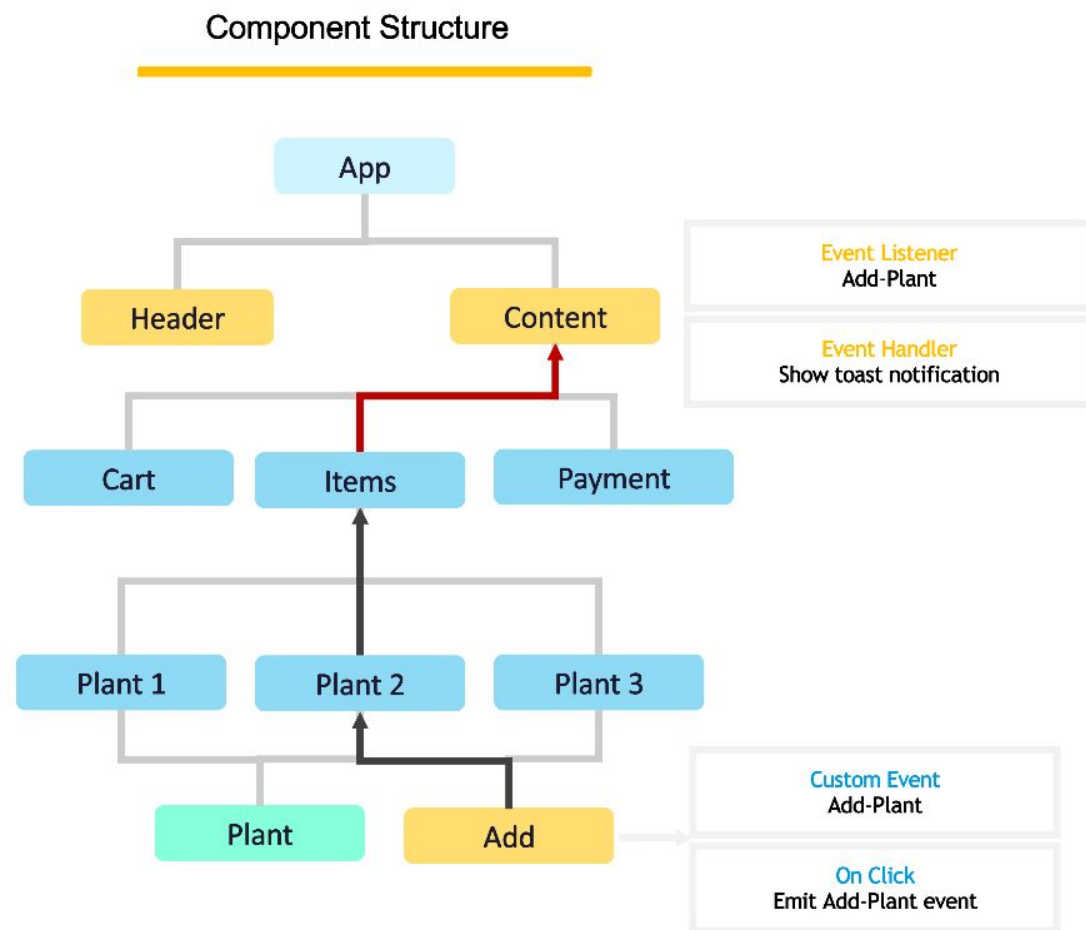 Component Structure
App
Header
Content
Event Listener
Add-Plant
Event Handler
Show toast notification
Cart
Items
Payment
Plant 1
Plant 2
Plant 3
Plant
Add
Custom Event
Add-Plant
On Click
Emit Add-Plant event